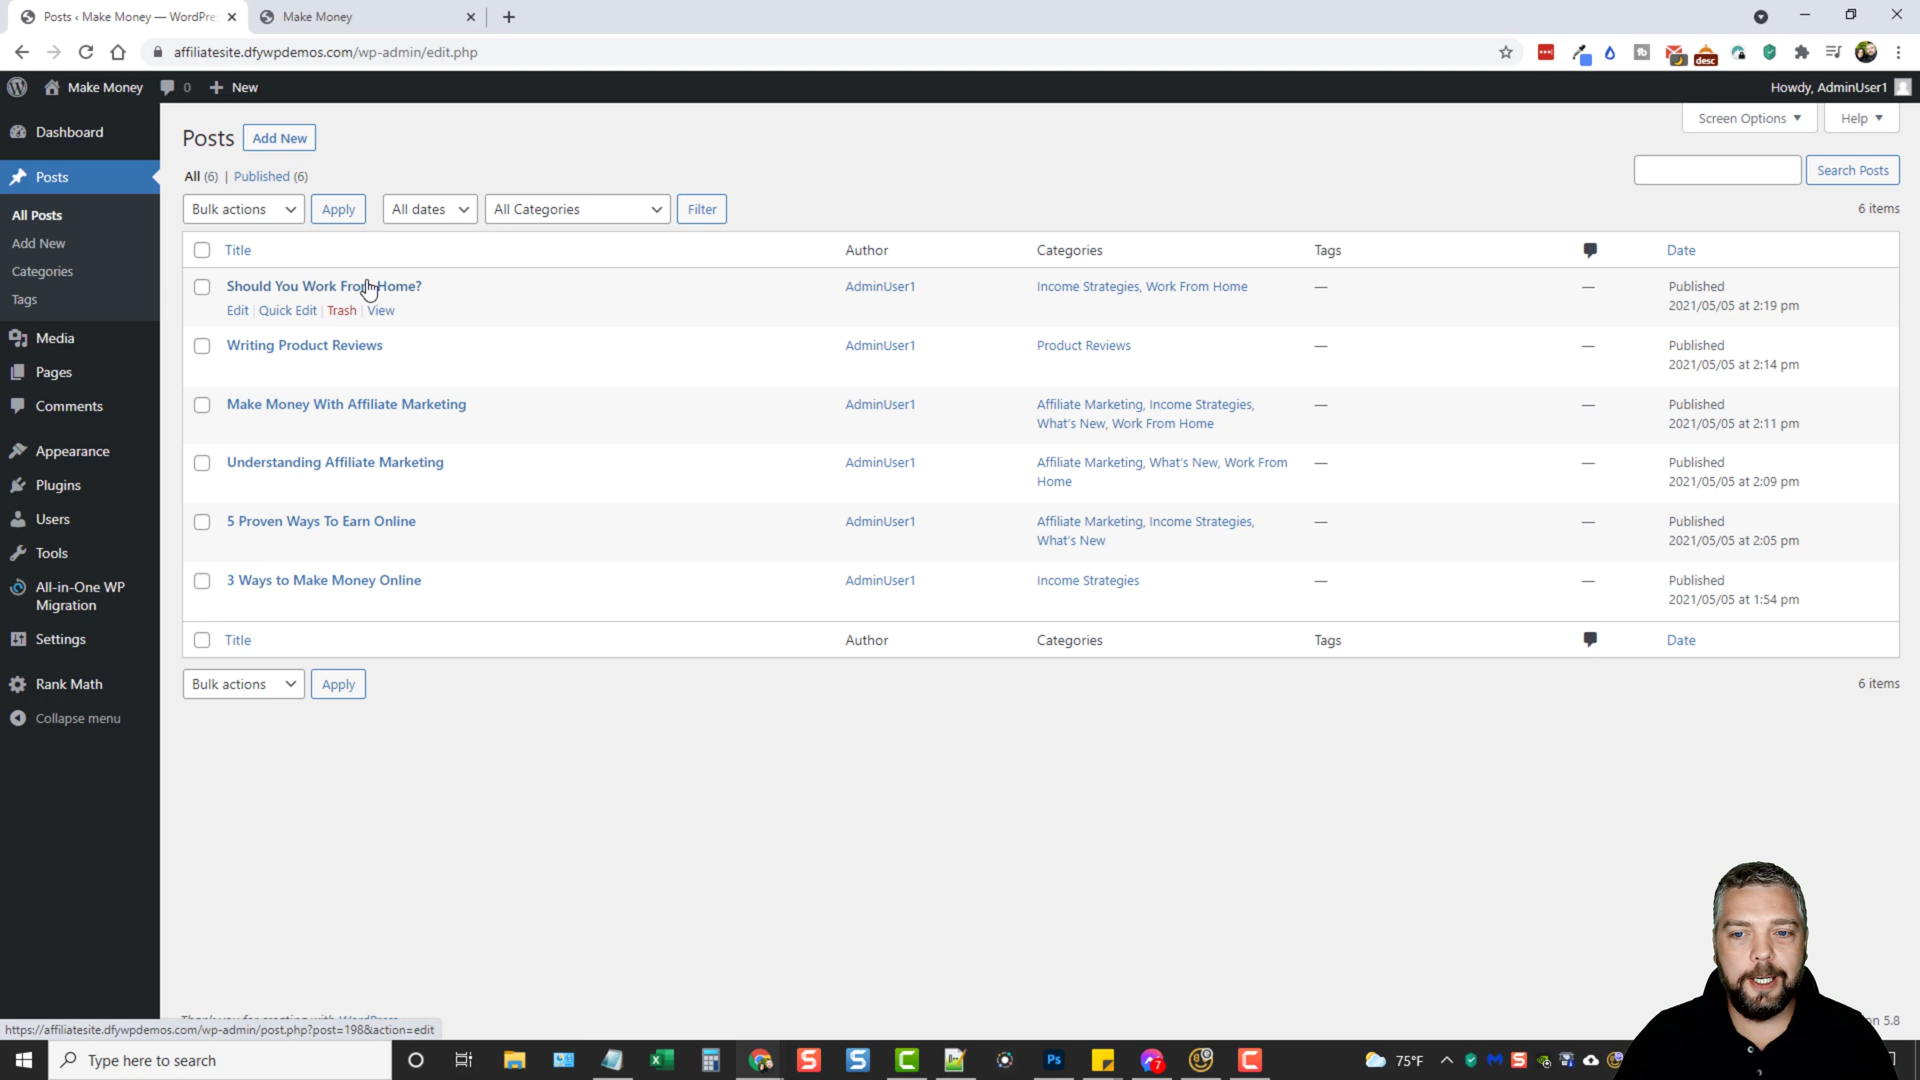 Posts ‹ Make Money — WordPre
Make Money
affiliatesite.dfywpdemos.com/wp-admin/edit.php
desc
Make Money
0
New
Howdy, AdminUser1
Dashboard
Posts
All Posts
Add New
Categories
Tags
Media
Pages
Comments
Appearance
Plugins
Users
Tools
All-in-One WP
Migration
Settings
Rank Math
Collapse menu
Posts
Add New
Screen Options
Help
All (6) | Published (6)
Search Posts
Bulk actions
Apply
All dates
All Categories
Filter
6 items
Title
Author
Categories
Tags
Date
Should You Work From Home?
Edit | Quick Edit | Trash | View
AdminUser1
Income Strategies, Work From Home
—
—
Published
2021/05/05 at 2:19 pm
Writing Product Reviews
AdminUser1
Product Reviews
—
—
Published
2021/05/05 at 2:14 pm
Make Money With Affiliate Marketing
AdminUser1
Affiliate Marketing, Income Strategies,
What's New, Work From Home
—
—
Published
2021/05/05 at 2:11 pm
Understanding Affiliate Marketing
AdminUser1
Affiliate Marketing, What's New, Work From
Home
—
—
Published
2021/05/05 at 2:09 pm
5 Proven Ways To Earn Online
AdminUser1
Affiliate Marketing, Income Strategies,
What's New
—
—
Published
2021/05/05 at 2:05 pm
3 Ways to Make Money Online
AdminUser1
Income Strategies
—
—
Published
2021/05/05 at 1:54 pm
Title
Author
Categories
Tags
Date
Bulk actions
Apply
6 items
n 5.8
https://affiliatesite.dfywpdemos.com/wp-admin/post.php?post=198&action=edit
Type here to search
Ps
7
75°F